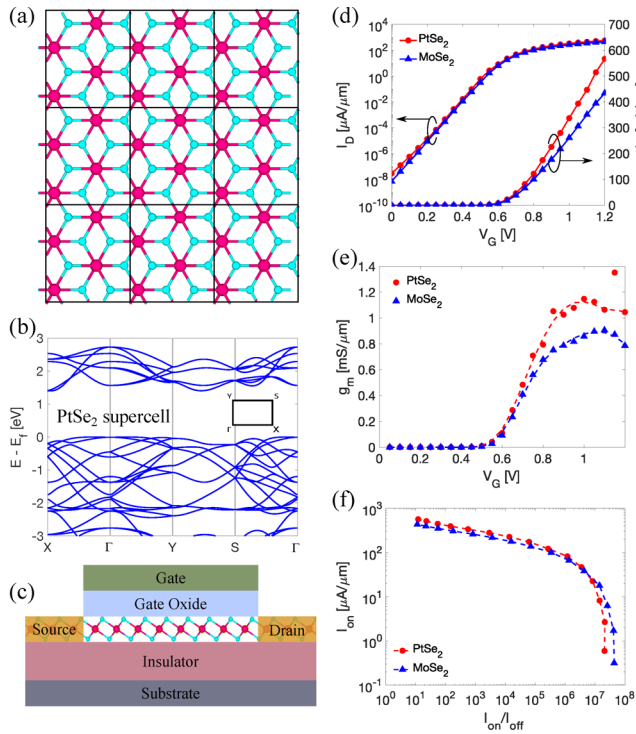 (a)
(b)
3
2
1
0
-1
-2
-3
E - E_f [eV]
PtSe₂ supercell
Y
S
Γ
X
X
Γ
Y
S
Γ
(c)
Gate
Gate Oxide
Source
Drain
Insulator
Substrate
(d)
10⁴
10²
10⁰
10⁻²
10⁻⁴
10⁻⁶
10⁻⁸
10⁻¹⁰
I_D [μA/μm]
PtSe₂
MoSe₂
700
600
500
400
300
200
100
0
0
0.2
0.4
0.6
0.8
1
1.2
V_G [V]
(e)
1.4
1.2
1
0.8
0.6
0.4
0.2
0
g_m [mS/μm]
PtSe₂
MoSe₂
0
0.2
0.4
0.6
0.8
1
V_G [V]
(f)
10³
10²
10¹
10⁰
10⁻¹
I_on [μA/μm]
PtSe₂
MoSe₂
10⁰
10¹
10²
10³
10⁴
10⁵
10⁶
10⁷
10⁸
I_on/I_off